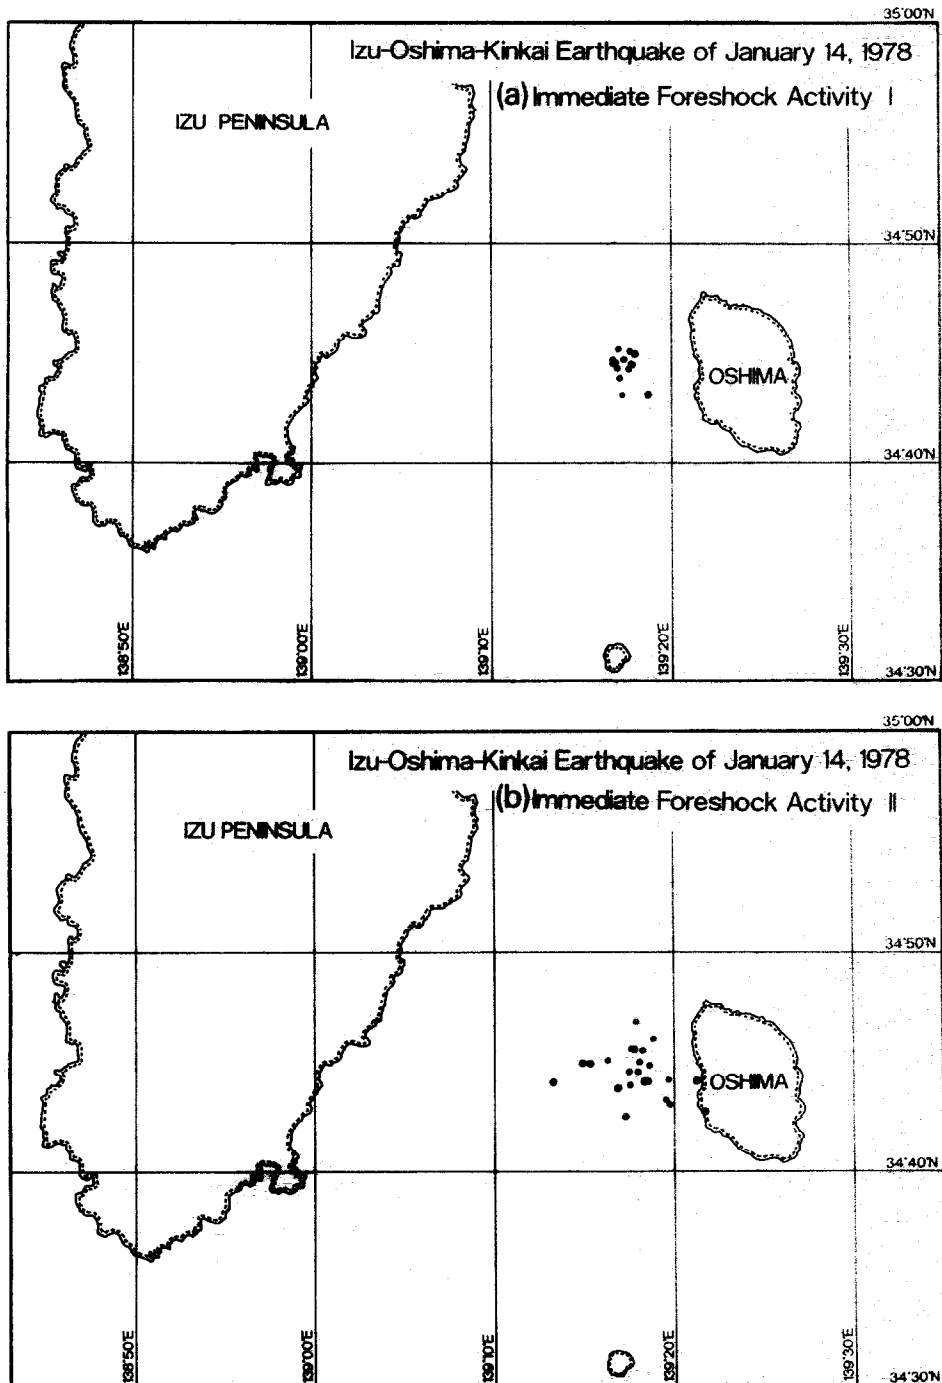 35°00'N
Izu-Oshima-Kinkai Earthquake of January 14, 1978
(a) Immediate Foreshock Activity I
IZU PENINSULA
34°50'N
OSHIMA
34°40'N
138°50'E
139°00'E
139°10'E
139°20'E
139°30'E
34°30'N
35°00'N
Izu-Oshima-Kinkai Earthquake of January 14, 1978
(b) Immediate Foreshock Activity II
IZU PENINSULA
34°50'N
OSHIMA
34°40'N
138°50'E
139°00'E
139°10'E
139°20'E
139°30'E
34°30'N